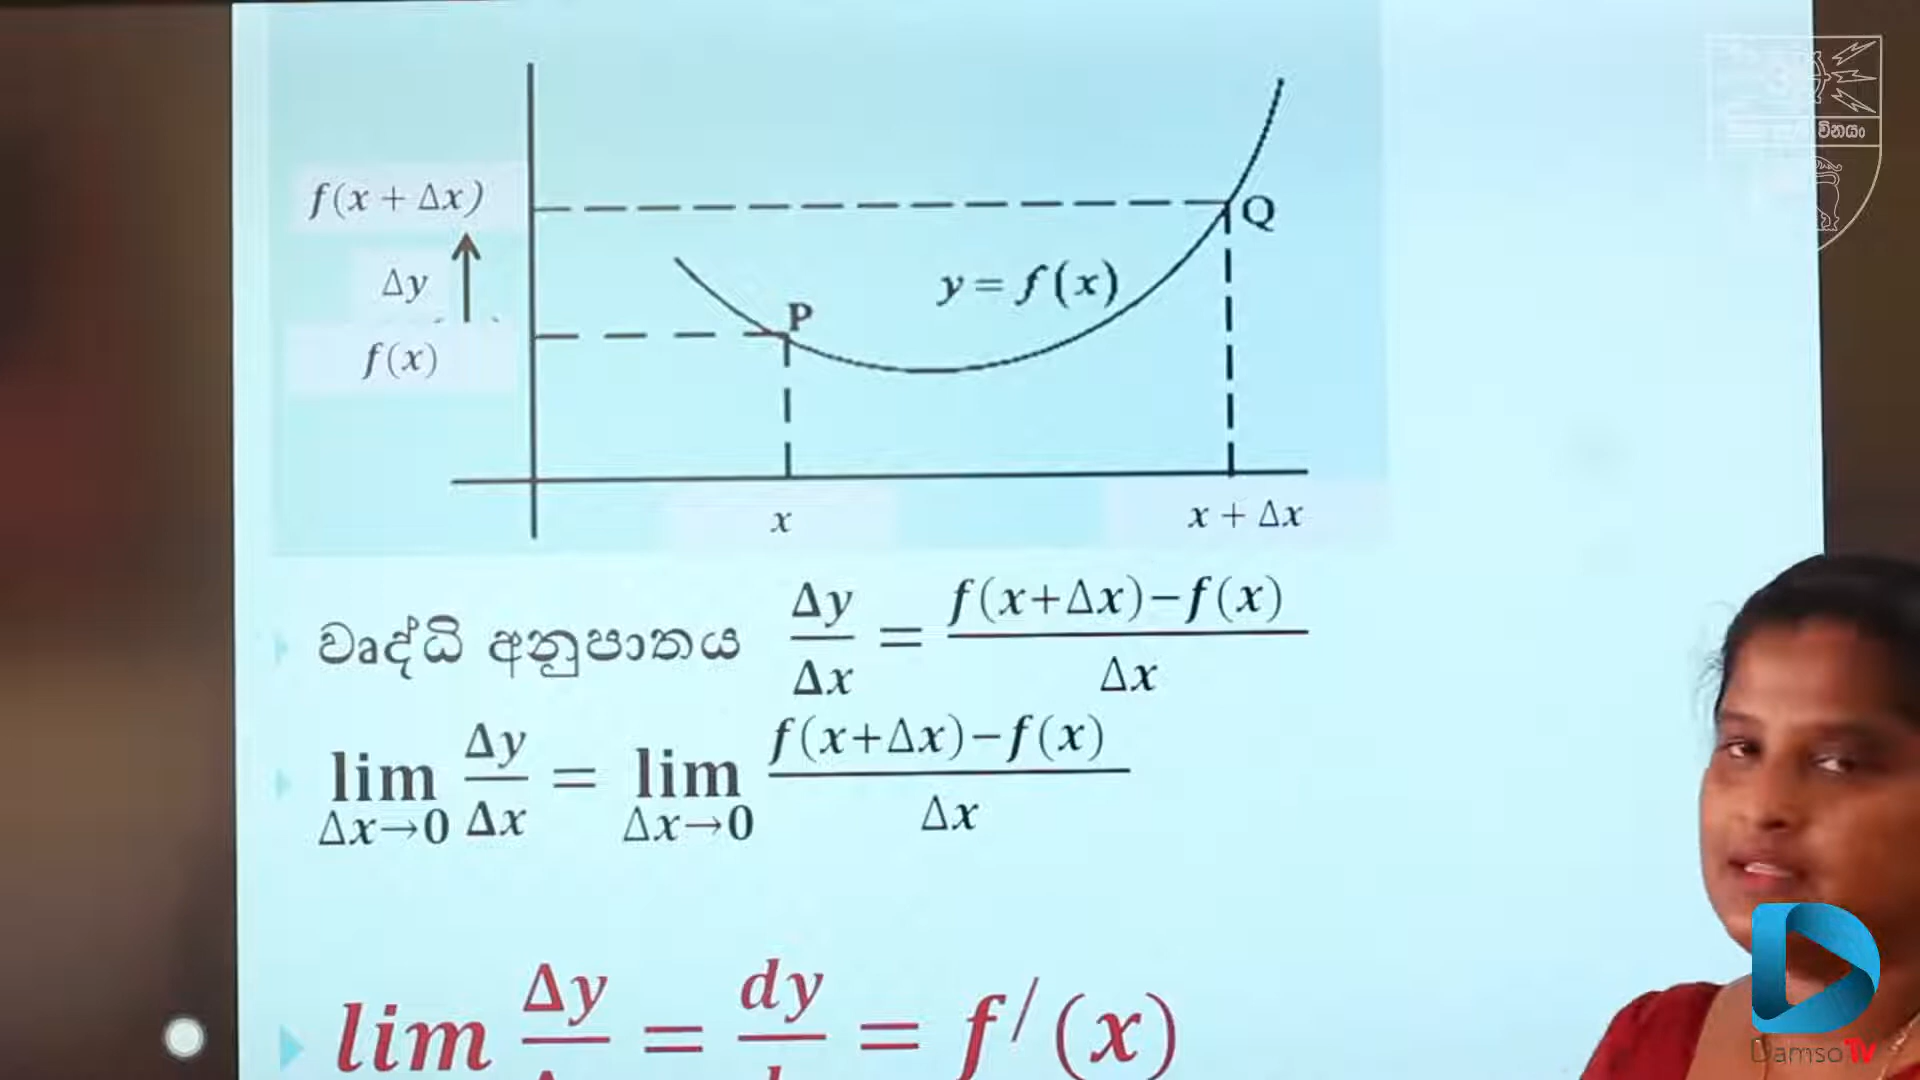 f(x + Δx)
Q
Δy
y = f(x)
P
f(x)
x
x + Δx
වෘද්ධි අනුපාතය Δy/Δx = f(x+Δx)−f(x)/Δx
lim Δx→0 Δy/Δx = lim Δx→0 f(x+Δx)−f(x)/Δx
lim Δy = dy = f/(x)
විනයං
DamsoTv